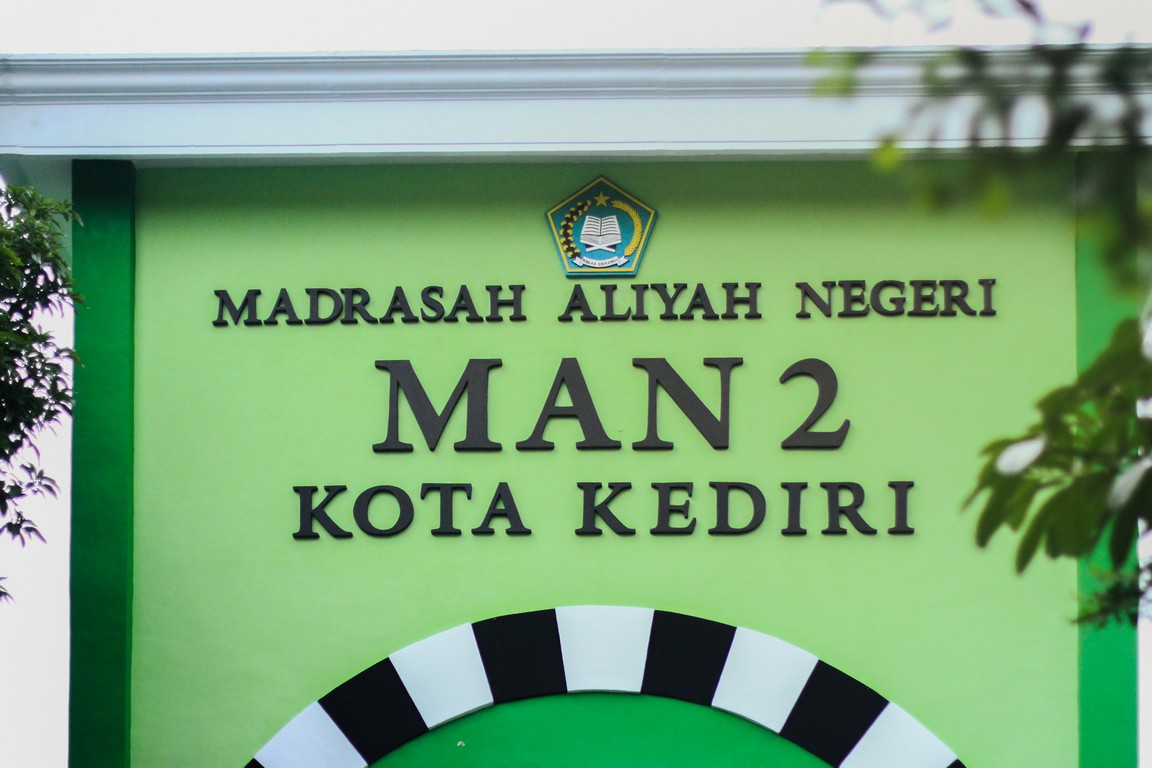 MADRASAH ALIYAH NEGERI
MAN 2
KOTA KEDIRI